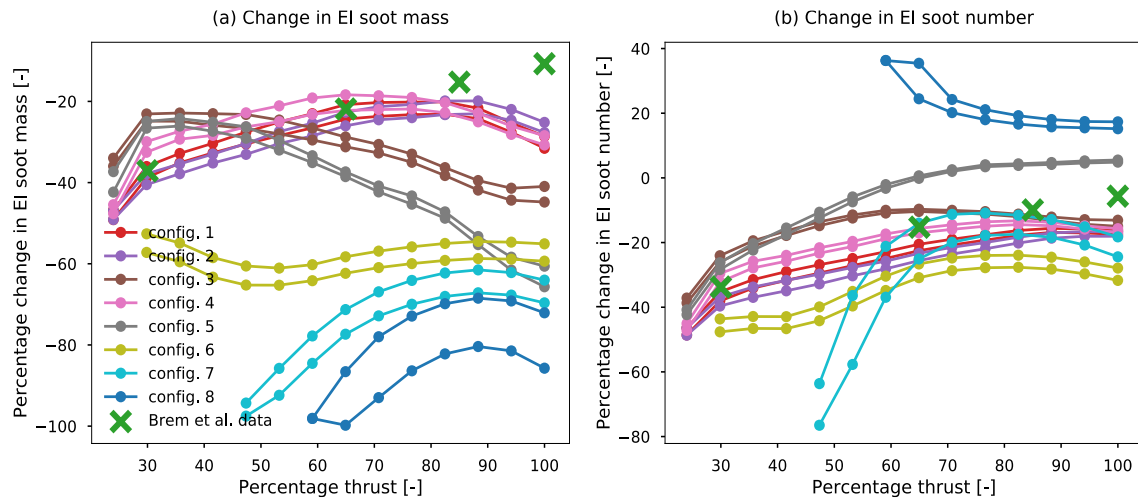 (a) Change in EI soot mass
Percentage change in EI soot mass [-]
−20
−40
−60
−80
−100
config. 1
config. 2
config. 3
config. 4
config. 5
config. 6
config. 7
config. 8
Brem et al. data
30 40 50 60 70 80 90 100
Percentage thrust [-]
(b) Change in EI soot number
Percentage change in EI soot number [-]
40
20
0
−20
−40
−60
−80
30 40 50 60 70 80 90 100
Percentage thrust [-]